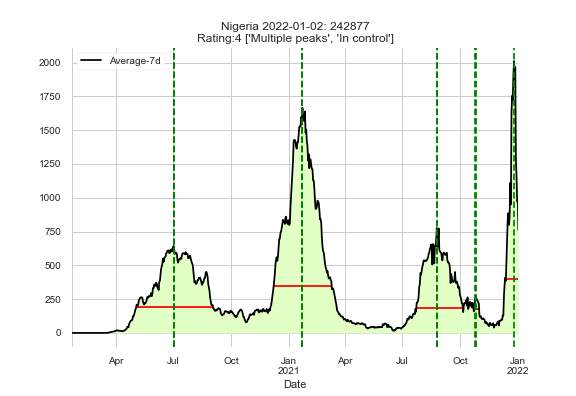 Nigeria 2022-01-02: 242877
Rating:4 ['Multiple peaks', 'In control']
Average-7d
2000
1750
1500
1250
1000
750
500
250
0
Apr Jul Oct Jan Apr Jul Oct Jan
2021 2022
Date